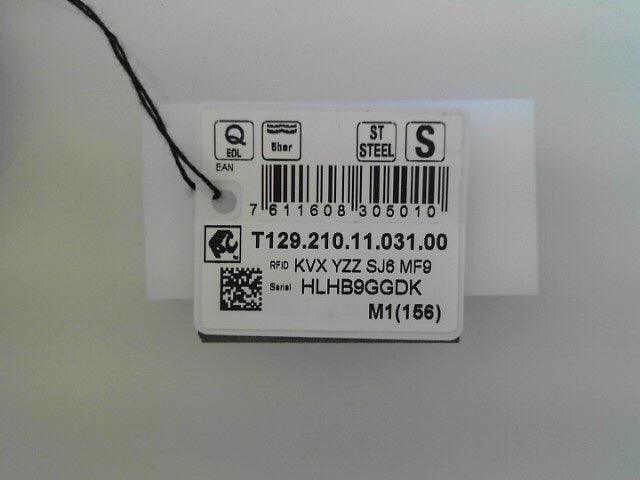 Q
EOL
5bar
ST
STEEL
S
EAN
7 611608 305010
T129.210.11.031.00
RFID KVX YZZ SJ6 MF9
Serial HLHB9GGDK
M1(156)